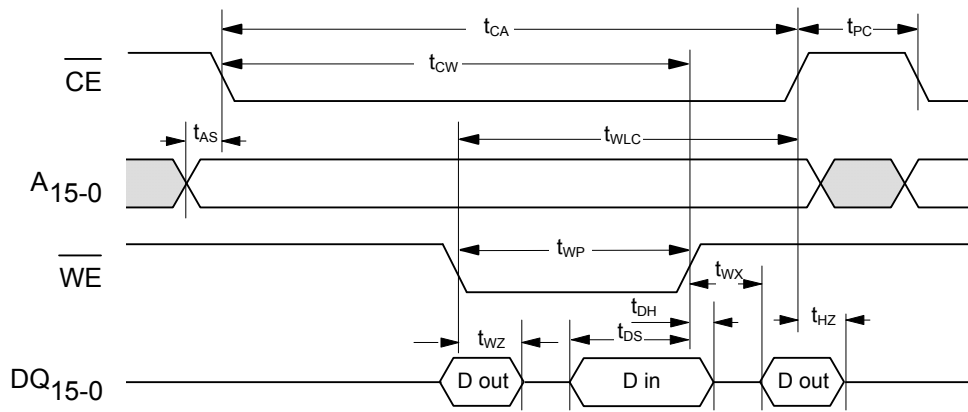 tCA
tPC
CE
tCW
tAS
tWLC
A15-0
WE
tWP
tWX
tDH
tHZ
tWZ
tDS
DQ15-0
D out
D in
D out